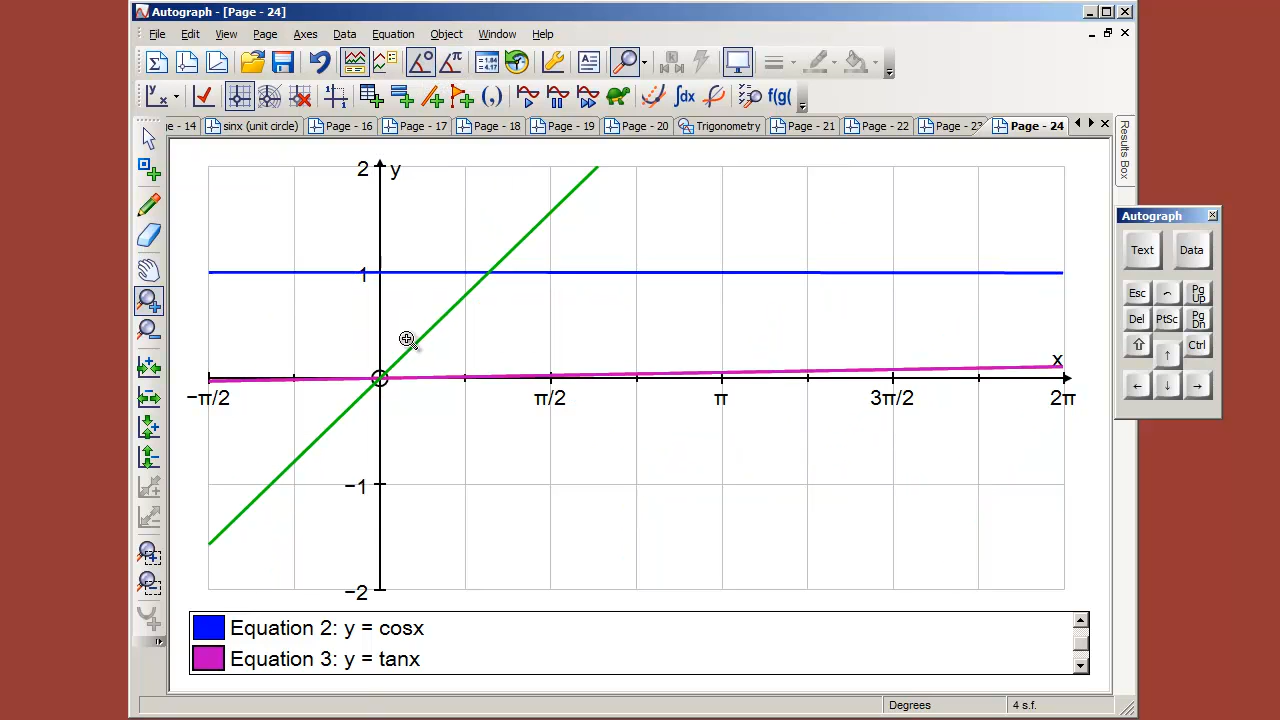 Autograph - [Page - 24]
File Edit View Page Axes Data Equation Object Window Help
ge - 14 sinx (unit circle) Page - 16 Page - 17 Page - 18 Page - 19 Page - 20 Trigonometry Page - 21 Page - 22 Page - 23 Page - 24
Results Box
2 y
1
x
−π/2 π/2 π 3π/2 2π
−1
−2
Equation 2: y = cosx
Equation 3: y = tanx
Degrees 4 s.f.
Autograph
Text Data
Esc Pg Up
Del PtSc Pg Dn
Ctrl